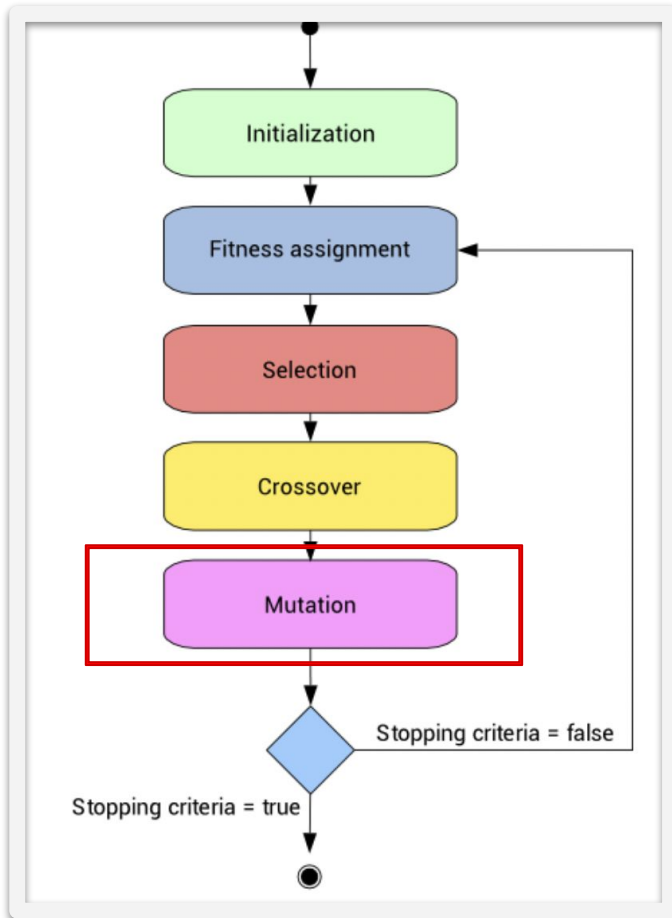 Initialization
Fitness assignment
Selection
Crossover
Mutation
Stopping criteria = false
Stopping criteria = true